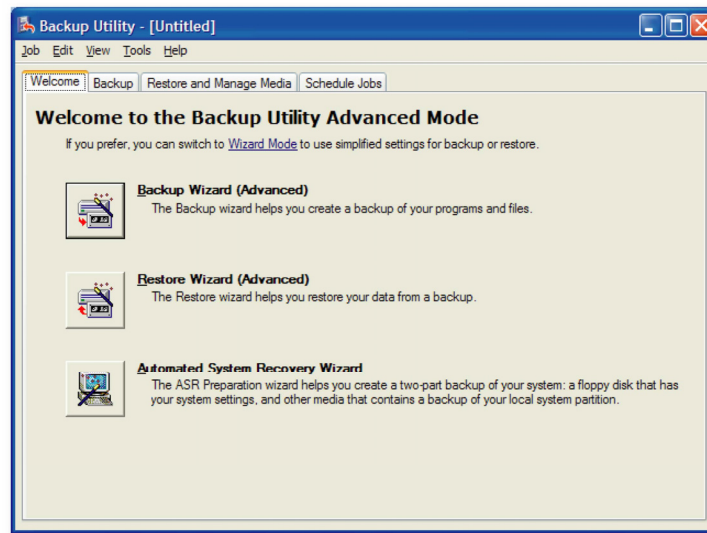 Backup Utility - [Untitled]
Job Edit View Tools Help
Welcome Backup Restore and Manage Media Schedule Jobs
Welcome to the Backup Utility Advanced Mode
If you prefer, you can switch to Wizard Mode to use simplified settings for backup or restore.
Backup Wizard (Advanced)
The Backup wizard helps you create a backup of your programs and files.
Restore Wizard (Advanced)
The Restore wizard helps you restore your data from a backup.
Automated System Recovery Wizard
The ASR Preparation wizard helps you create a two-part backup of your system: a floppy disk that has
your system settings, and other media that contains a backup of your local system partition.